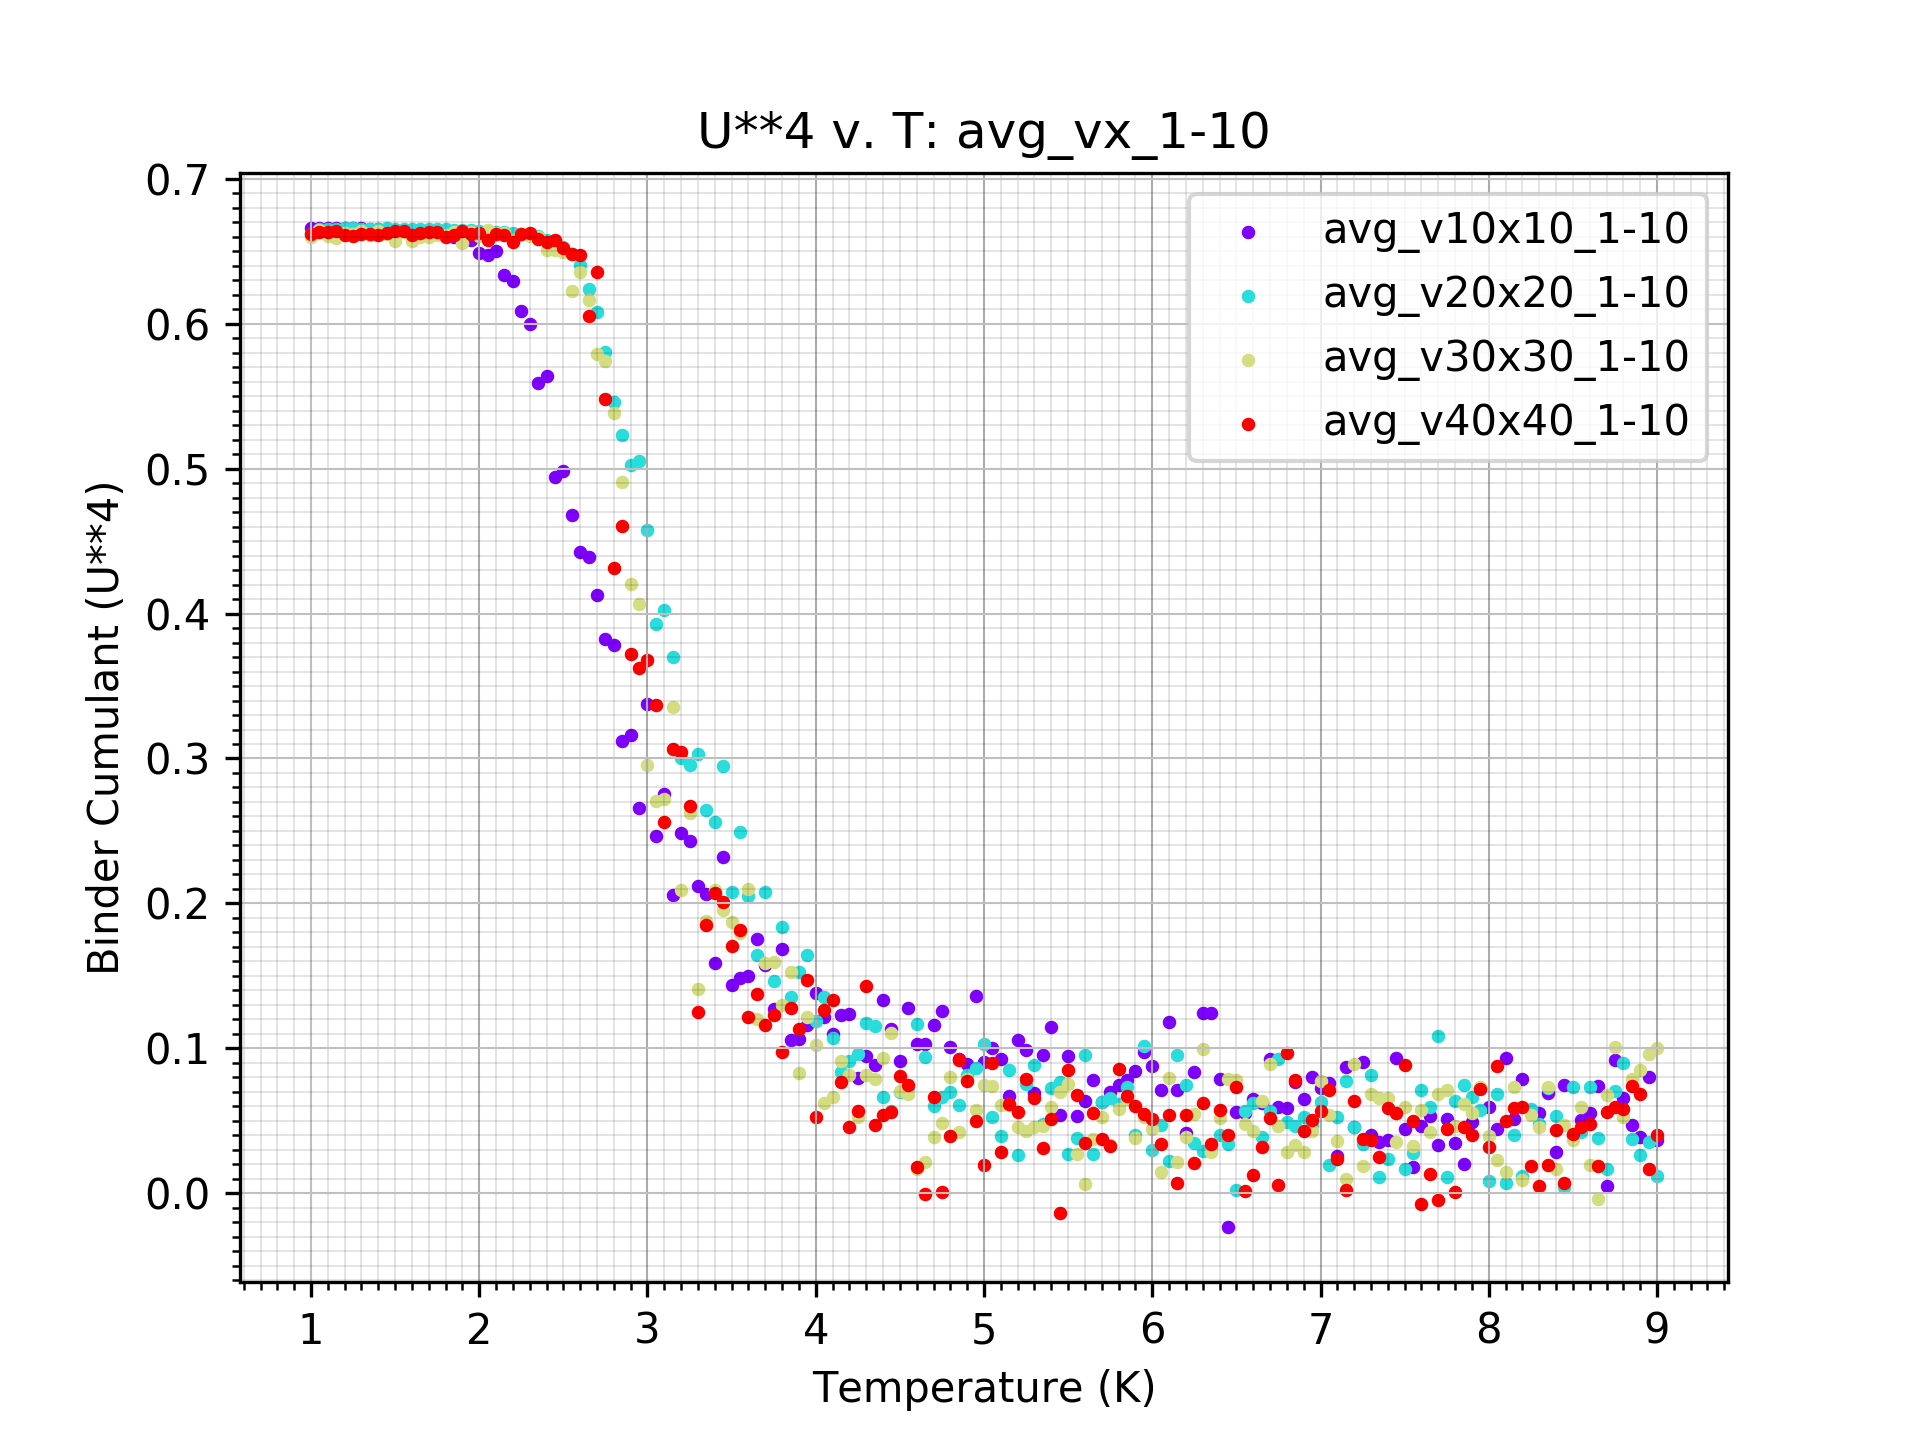 U**4 v. T: avg_vx_1-10
0.7
0.6
0.5
0.4
0.3
0.2
0.1
0.0
Binder Cumulant (U**4)
avg_v10x10_1-10
avg_v20x20_1-10
avg_v30x30_1-10
avg_v40x40_1-10
1 2 3 4 5 6 7 8 9
Temperature (K)